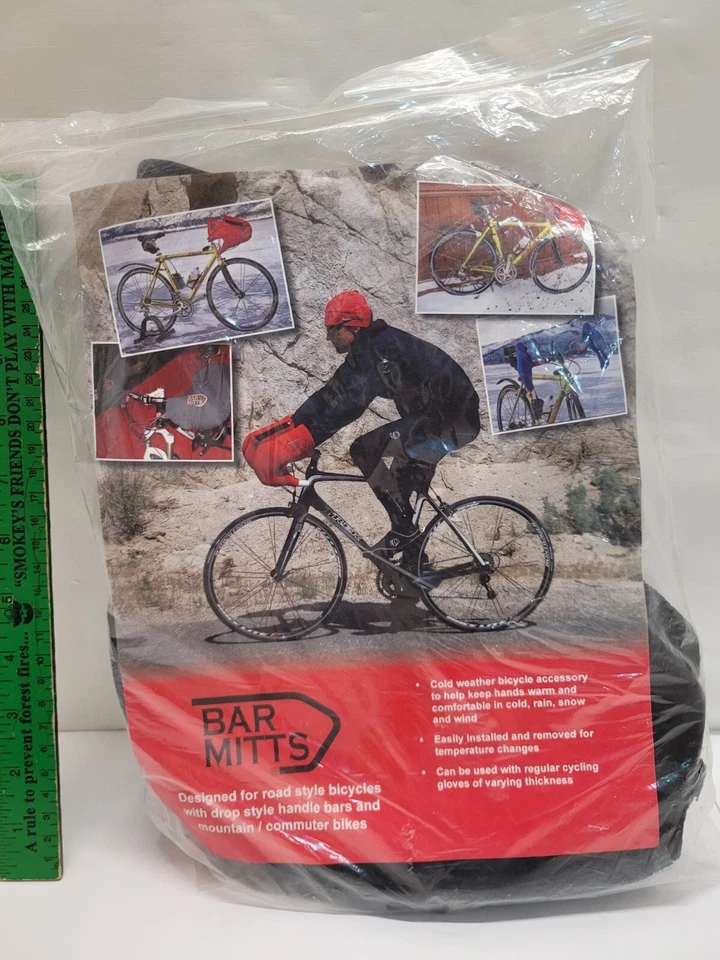 A rule to prevent forest fires... "SMOKEY'S FRIENDS DON'T PLAY WITH MATCH
BAR
MITTS
Designed for road style bicycles
with drop style handle bars and
mountain / commuter bikes
• Cold weather bicycle accessory
to help keep hands warm and
comfortable in cold, rain, snow
and wind
• Easily installed and removed for
temperature changes
• Can be used with regular cycling
gloves of varying thickness